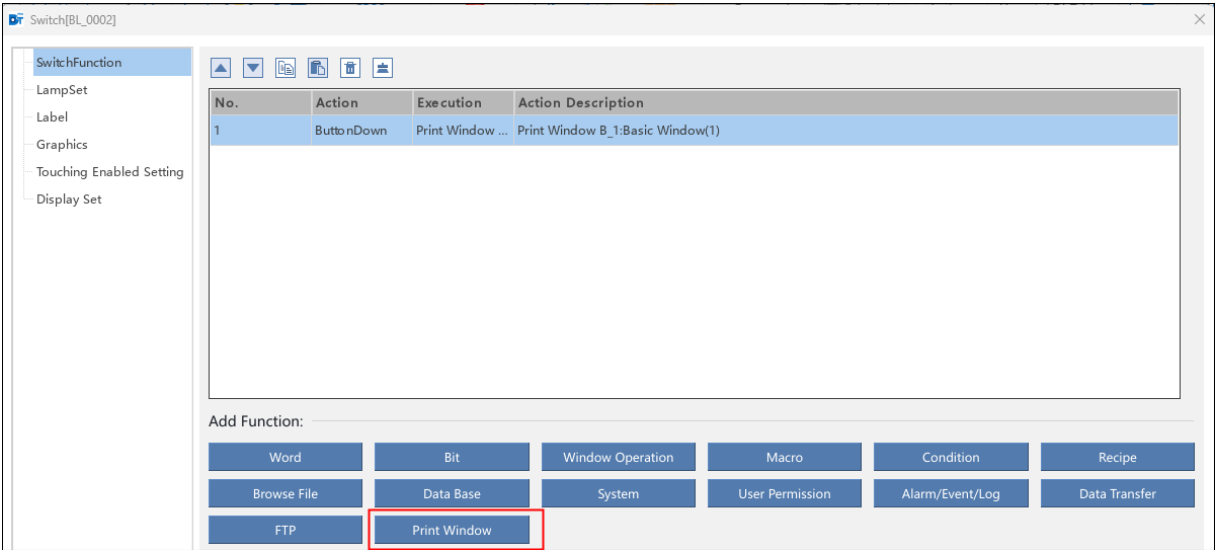 Switch[BL_0002]
SwitchFunction
LampSet
Label
Graphics
Touching Enabled Setting
Display Set
No. Action Execution Action Description
1 ButtonDown Print Window ... Print Window B_1:Basic Window(1)
Add Function:
Word Bit Window Operation Macro Condition Recipe
Browse File Data Base System User Permission Alarm/Event/Log Data Transfer
FTP Print Window